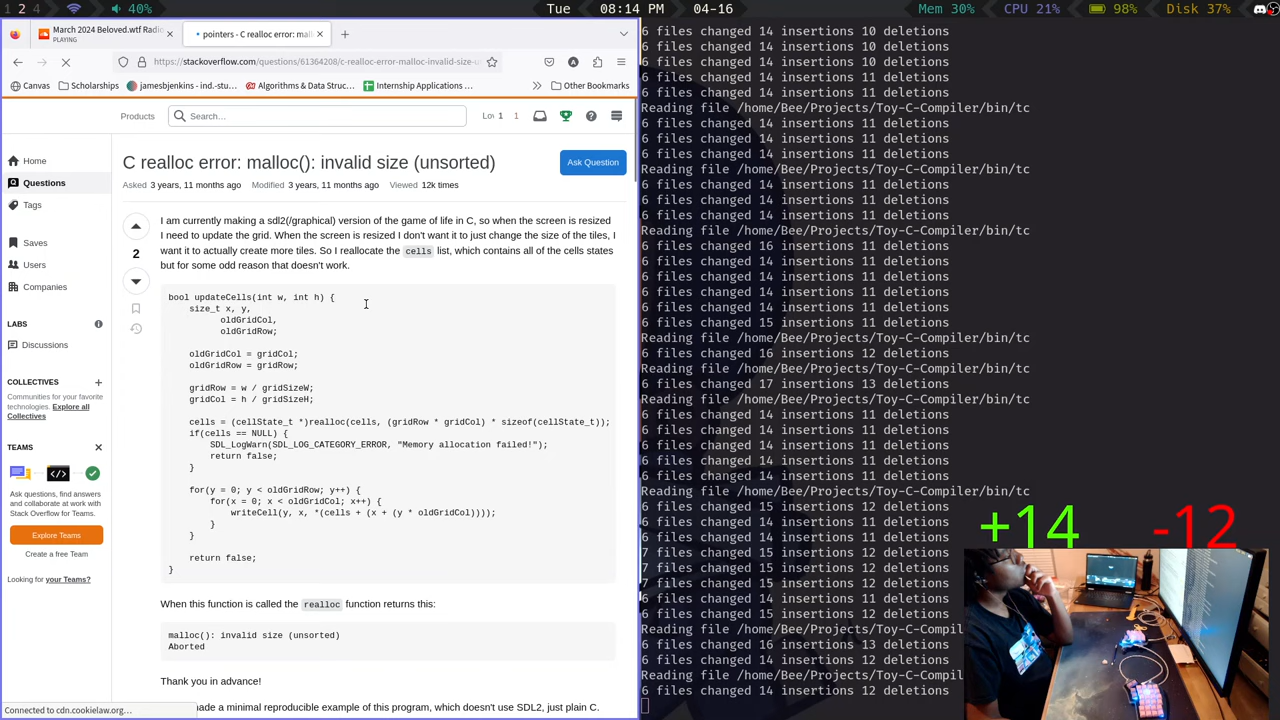 1 tue 1:42 PM 04-16
Mem 40% CPU 21% 98% Disk 37%
March 2024 Beloved.wtf Radio
PLAYING
pointers - C realloc error: mallo
https://stackoverflow.com/questions/61364208/c-realloc-error-malloc-invalid-size-u
Canvas Scholarships jamesbjenkins - ind.-stu… Algorithms & Data Struc… Internship Applications … Other Bookmarks
Products Search… 1 1
Home
Questions
Tags
Saves
Users
Companies
LABS
Discussions
COLLECTIVES
Communities for your favorite
technologies. Explore all
Collectives
TEAMS
Ask questions, find answers
and collaborate at work with
Stack Overflow for Teams.
Explore Teams
Create a free Team
Looking for your Teams?
Connected to cdn.cookielaw.org…
C realloc error: malloc(): invalid size (unsorted)
Ask Question
Asked 3 years, 11 months ago Modified 3 years, 11 months ago Viewed 12k times
2
I am currently making a sdl2(/graphical) version of the game of life in C, so when the screen is resized
I need to update the grid. When the screen is resized I don't want it to just change the size of the tiles, I
want it to actually create more tiles. So I reallocate the cells list, which contains all of the cells states
but for some odd reason that doesn't work.
bool updateCells(int w, int h) {
size_t x, y,
oldGridCol,
oldGridRow;
oldGridCol = gridCol;
oldGridRow = gridRow;
gridRow = w / gridSizeW;
gridCol = h / gridSizeH;
cells = (cellState_t *)realloc(cells, (gridRow * gridCol) * sizeof(cellState_t));
if(cells == NULL) {
SDL_LogWarn(SDL_LOG_CATEGORY_ERROR, "Memory allocation failed!");
return false;
}
for(y = 0; y < oldGridRow; y++) {
for(x = 0; x < oldGridCol; x++) {
writeCell(y, x, *(cells + (x + (y * oldGridCol))));
}
}
return false;
}
When this function is called the realloc function returns this:
malloc(): invalid size (unsorted)
Aborted
Thank you in advance!
ade a minimal reproducible example of this program, which doesn't use SDL2, just plain C.
6 files changed 14 insertions 10 deletions
6 files changed 14 insertions 10 deletions
6 files changed 14 insertions 10 deletions
6 files changed 14 insertions 11 deletions
6 files changed 14 insertions 11 deletions
Reading file /home/Bee/Projects/Toy-C-Compiler/bin/tc
6 files changed 14 insertions 11 deletions
6 files changed 14 insertions 11 deletions
6 files changed 14 insertions 11 deletions
Reading file /home/Bee/Projects/Toy-C-Compiler/bin/tc
6 files changed 14 insertions 11 deletions
6 files changed 14 insertions 11 deletions
6 files changed 14 insertions 11 deletions
Reading file /home/Bee/Projects/Toy-C-Compiler/bin/tc
6 files changed 16 insertions 11 deletions
6 files changed 14 insertions 11 deletions
6 files changed 14 insertions 11 deletions
6 files changed 14 insertions 11 deletions
6 files changed 14 insertions 11 deletions
6 files changed 15 insertions 11 deletions
Reading file /home/Bee/Projects/Toy-C-Compiler/bin/tc
6 files changed 16 insertions 12 deletions
Reading file /home/Bee/Projects/Toy-C-Compiler/bin/tc
6 files changed 17 insertions 13 deletions
Reading file /home/Bee/Projects/Toy-C-Compiler/bin/tc
6 files changed 14 insertions 11 deletions
6 files changed 14 insertions 11 deletions
6 files changed 14 insertions 11 deletions
6 files changed 14 insertions 11 deletions
6 files changed 14 insertions 11 deletions
Reading file /home/Bee/Projects/Toy-C-Compiler/bin/tc
6 files changed 15 insertions 12 deletions
6 files changed 14 insertions 11 deletions
6 files changed 14 insertions 11 deletions
7 files changed 15 insertions 12 deletions
7 files changed 15 insertions 12 deletions
6 files changed 14 insertions 11 deletions
6 files changed 15 insertions 12 deletions
Reading file /home/Bee/Projects/Toy-C-Compil
6 files changed 16 insertions 13 deletions
6 files changed 14 insertions 12 deletions
Reading file /home/Bee/Projects/Toy-C-Compil
6 files changed 14 insertions 12 deletions
+14 -12